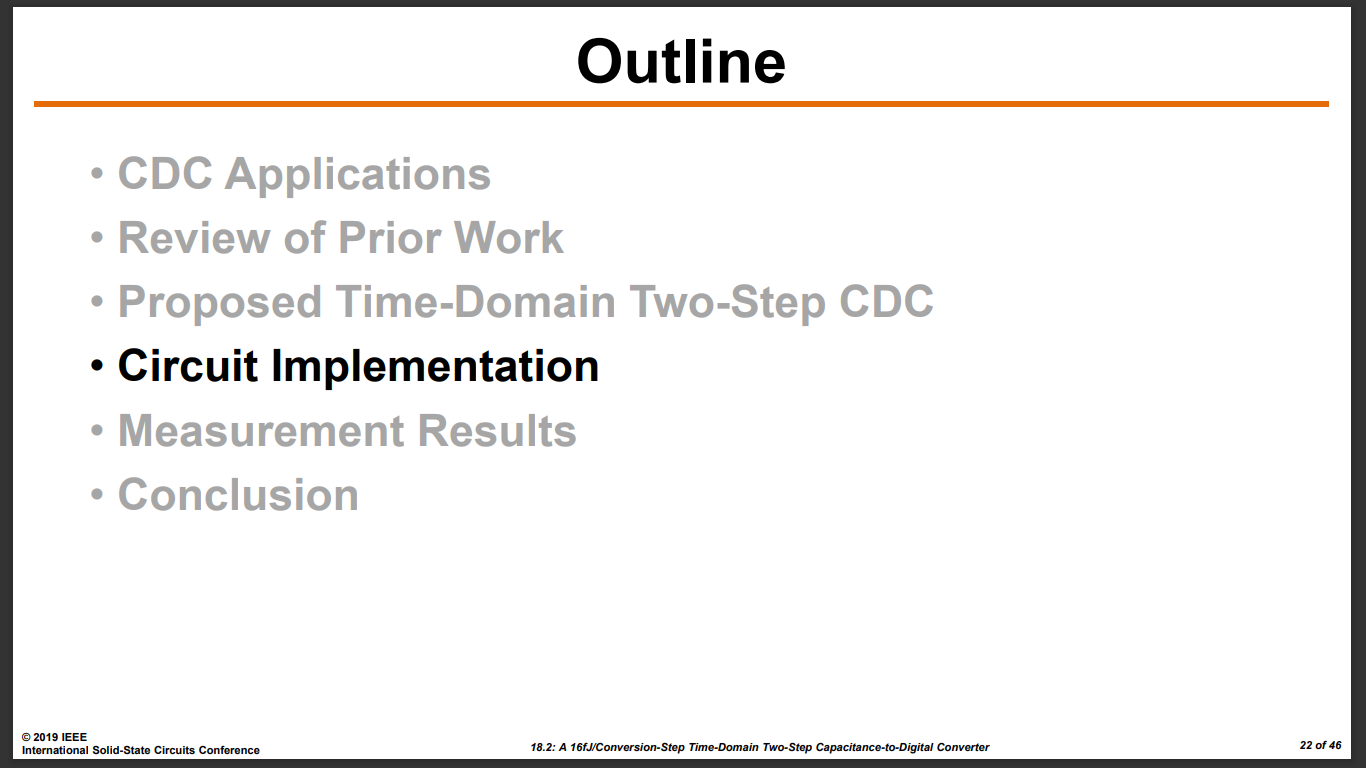 Outline
• CDC Applications
• Review of Prior Work
• Proposed Time-Domain Two-Step CDC
• Circuit Implementation
• Measurement Results
• Conclusion
© 2019 IEEE
International Solid-State Circuits Conference
18.2: A 16fJ/Conversion-Step Time-Domain Two-Step Capacitance-to-Digital Converter
22 of 46